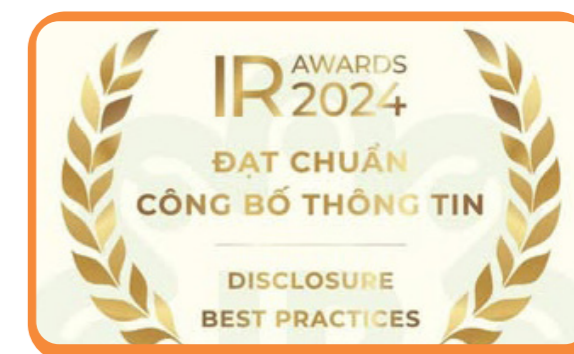 IR AWARDS
2024
ĐẠT CHUẨN
CÔNG BỐ THÔNG TIN
DISCLOSURE
BEST PRACTICES